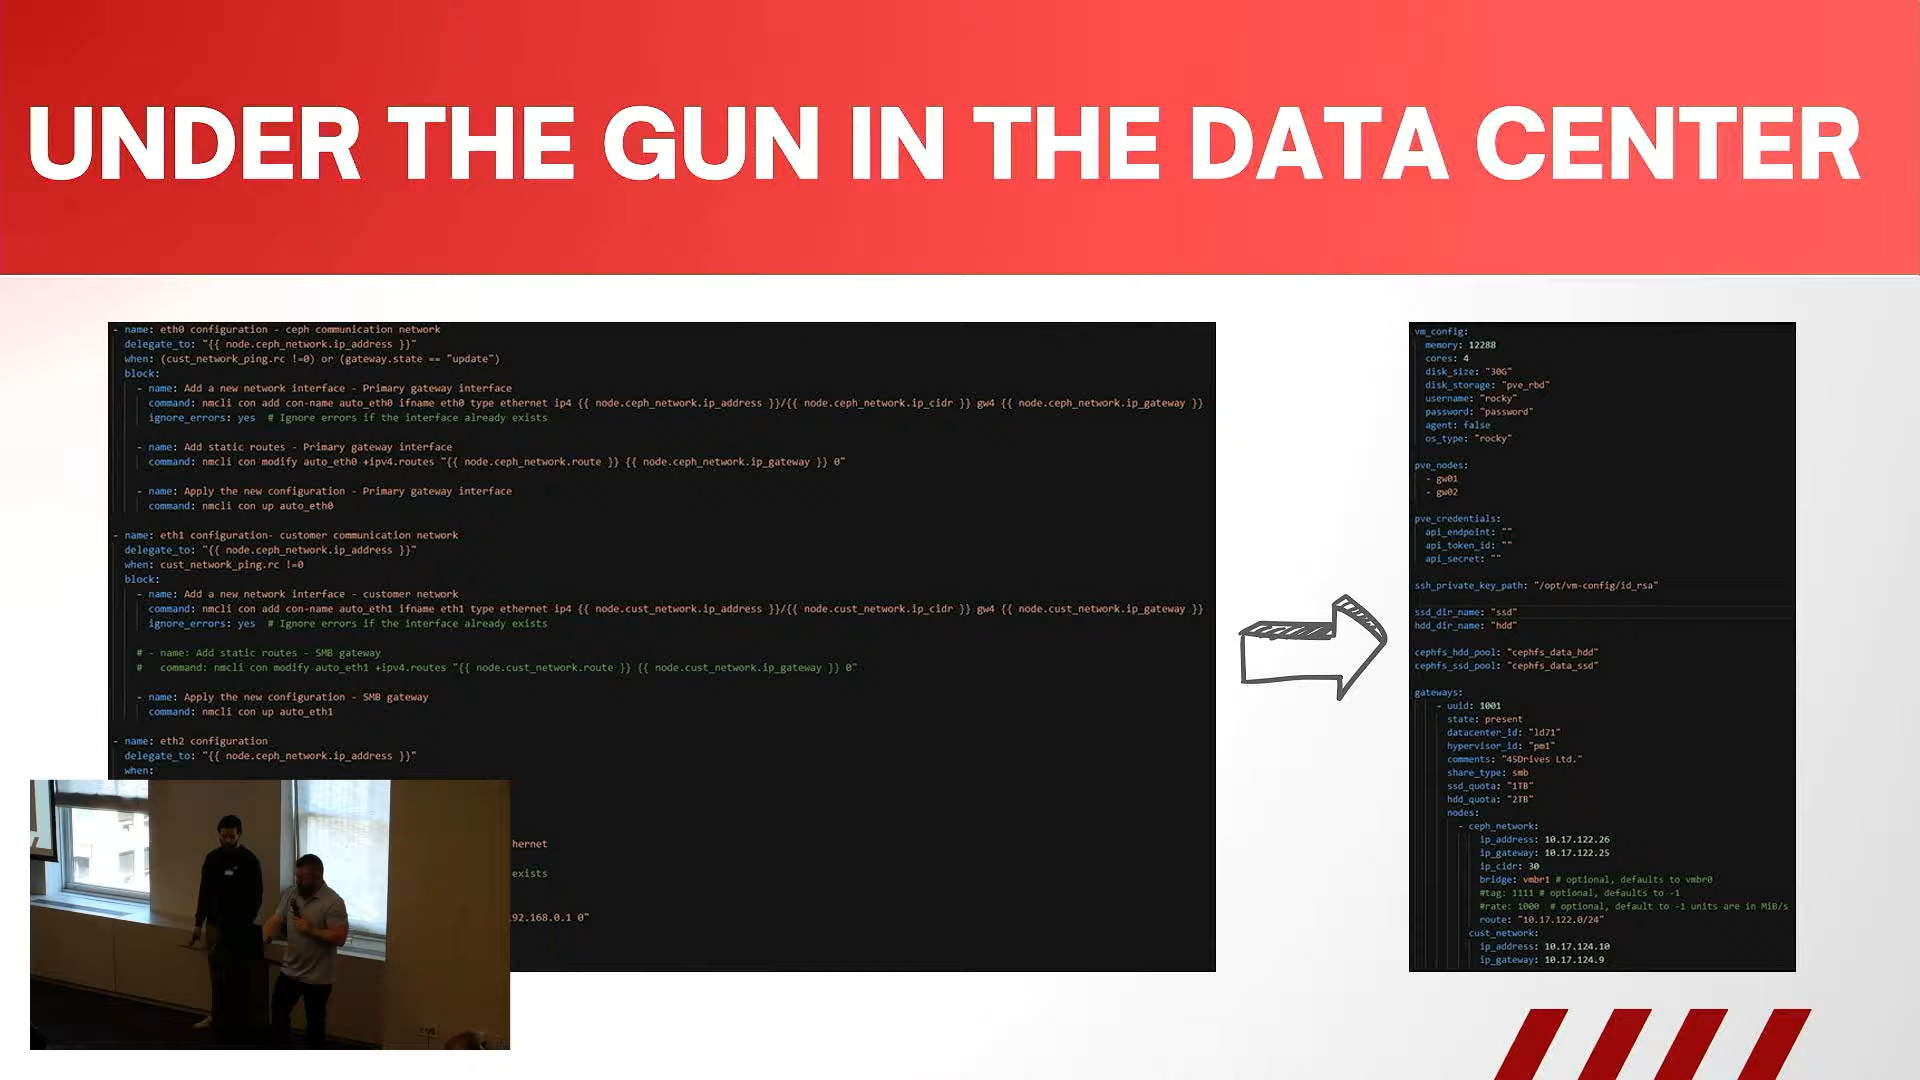 UNDER THE GUN IN THE DATA CENTER
- name: eth0 configuration - ceph communication network
delegate_to: "{{ node.ceph_network.ip_address }}"
when: (cust_network_ping.rc !=0) or (gateway.state == "update")
block:
- name: Add a new network interface - Primary gateway interface
command: nmcli con add con-name auto_eth0 ifname eth0 type ethernet ip4 {{ node.ceph_network.ip_address }}/{{ node.ceph_network.ip_cidr }} gw4 {{ node.ceph_network.ip_gateway }}
ignore_errors: yes # Ignore errors if the interface already exists
- name: Add static routes - Primary gateway interface
command: nmcli con modify auto_eth0 +ipv4.routes "{{ node.ceph_network.route }} {{ node.ceph_network.ip_gateway }} 0"
- name: Apply the new configuration - Primary gateway interface
command: nmcli con up auto_eth0
- name: eth1 configuration- customer communication network
delegate_to: "{{ node.ceph_network.ip_address }}"
when: cust_network_ping.rc !=0
block:
- name: Add a new network interface - customer network
command: nmcli con add con-name auto_eth1 ifname eth1 type ethernet ip4 {{ node.cust_network.ip_address }}/{{ node.cust_network.ip_cidr }} gw4 {{ node.cust_network.ip_gateway }}
ignore_errors: yes # Ignore errors if the interface already exists
# - name: Add static routes - SMB gateway
# command: nmcli con modify auto_eth1 +ipv4.routes "{{ node.cust_network.route }} {{ node.cust_network.ip_gateway }} 0"
- name: Apply the new configuration - SMB gateway
command: nmcli con up auto_eth1
- name: eth2 configuration
delegate_to: "{{ node.ceph_network.ip_address }}"
when:
hernet
exists
92.168.0.1 0"
vm_config:
memory: 12288
cores: 4
disk_size: "30G"
disk_storage: "pve_rbd"
username: "rocky"
password: "password"
agent: false
os_type: "rocky"
pve_nodes:
- gw01
- gw02
pve_credentials:
api_endpoint: ""
api_token_id: ""
api_secret: ""
ssh_private_key_path: "/opt/vm-config/id_rsa"
ssd_dir_name: "ssd"
hdd_dir_name: "hdd"
cephfs_hdd_pool: "cephfs_data_hdd"
cephfs_ssd_pool: "cephfs_data_ssd"
gateways:
- uuid: 1001
state: present
datacenter_id: "ld71"
hypervisor_id: "pm1"
comments: "45Drives Ltd."
share_type: smb
ssd_quota: "1TB"
hdd_quota: "2TB"
nodes:
- ceph_network:
ip_address: 10.17.122.26
ip_gateway: 10.17.122.25
ip_cidr: 30
bridge: vmbr1 # optional, defaults to vmbr0
#tag: 1111 # optional, defaults to -1
#rate: 1000 # optional, default to -1 units are in MiB/s
route: "10.17.122.0/24"
cust_network:
ip_address: 10.17.124.10
ip_gateway: 10.17.124.9